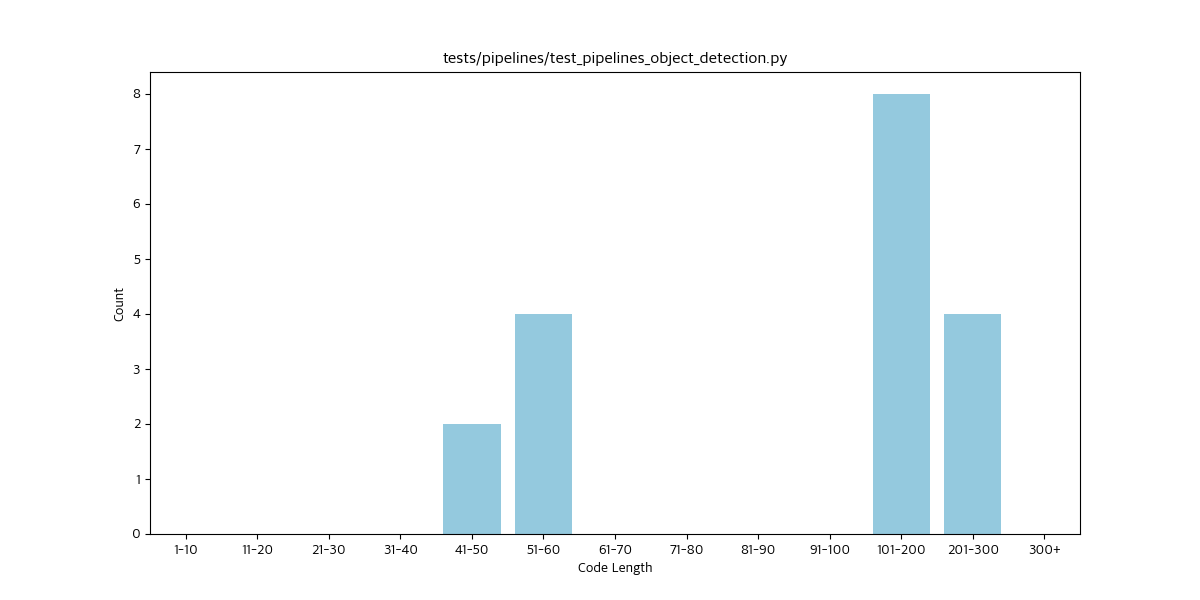 tests/pipelines/test_pipelines_object_detection.py
8
7
6
5
4
3
2
1
0
Count
1-10 11-20 21-30 31-40 41-50 51-60 61-70 71-80 81-90 91-100 101-200 201-300 300+
Code Length